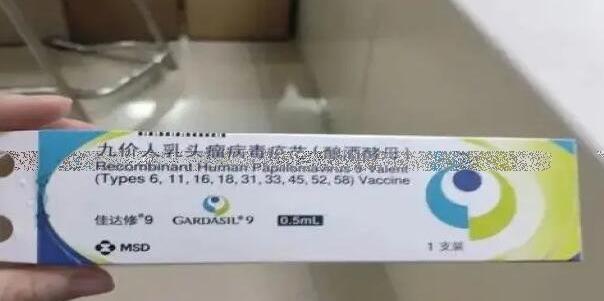 九价人乳头瘤病毒疫苗（酿酒酵母）
Recombinant Human Papillomavirus 9-valent
(Types 6, 11, 16, 18, 31, 33, 45, 52, 58) Vaccine
佳达修®9 GARDASIL®9 0.5mL
MSD 1支装